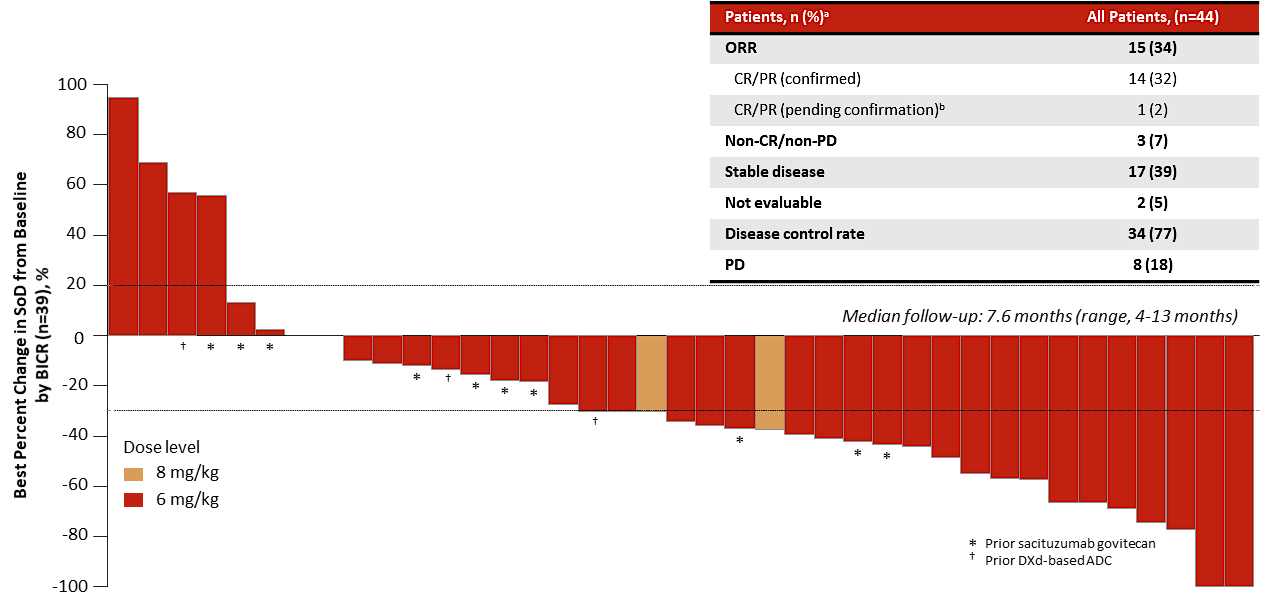 Patients, n (%)ᵃ All Patients, (n=44)
ORR 15 (34)
CR/PR (confirmed) 14 (32)
CR/PR (pending confirmation)ᵇ 1 (2)
Non-CR/non-PD 3 (7)
Stable disease 17 (39)
Not evaluable 2 (5)
Disease control rate 34 (77)
PD 8 (18)
Best Percent Change in SoD from Baseline
by BICR (n=39), %
100
80
60
40
20
0
-20
-40
-60
-80
-100
Median follow-up: 7.6 months (range, 4-13 months)
† * * *
* † * * * † * * *
Dose level
8 mg/kg
6 mg/kg
* Prior sacituzumab govitecan
† Prior DXd-based ADC